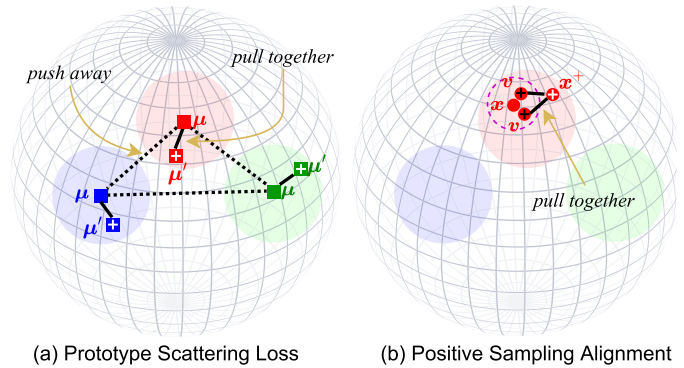 pull together
push away
μ
μ′
μ′
μ
μ
μ′
(a) Prototype Scattering Loss
v
x⁺
x
v
pull together
(b) Positive Sampling Alignment